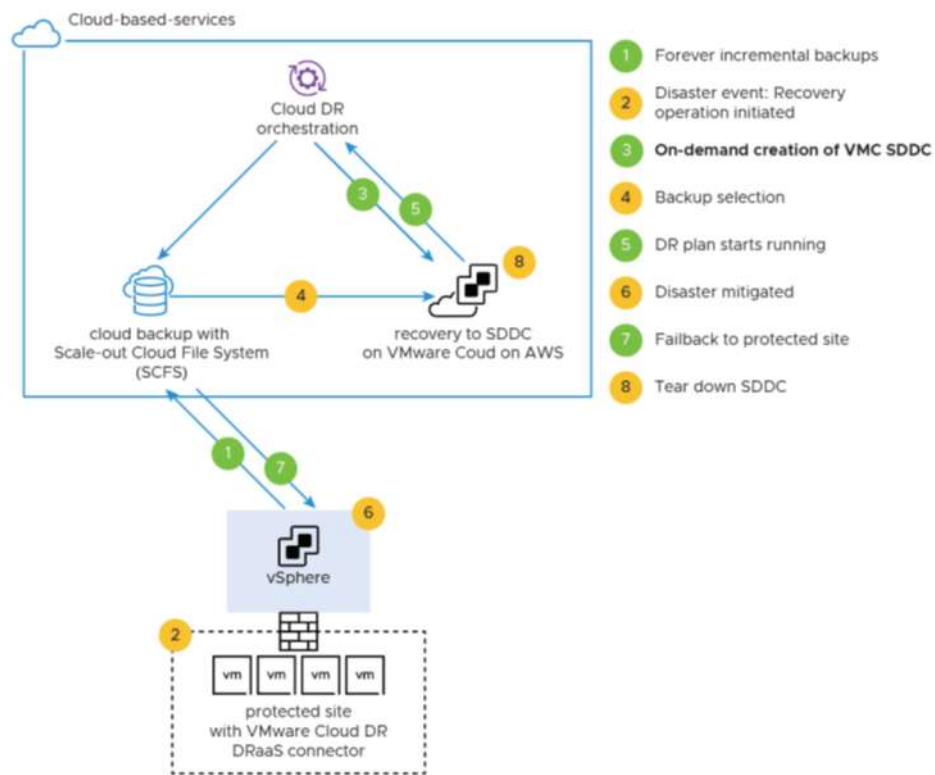 Cloud-based-services
Cloud DR
orchestration
3
5
8
4
cloud backup with
Scale-out Cloud File System
(SCFS)
recovery to SDDC
on VMware Coud on AWS
1
7
6
vSphere
2
vm vm vm vm
protected site
with VMware Cloud DR
DRaaS connector
1 Forever incremental backups
2 Disaster event: Recovery
operation initiated
3 On-demand creation of VMC SDDC
4 Backup selection
5 DR plan starts running
6 Disaster mitigated
7 Failback to protected site
8 Tear down SDDC